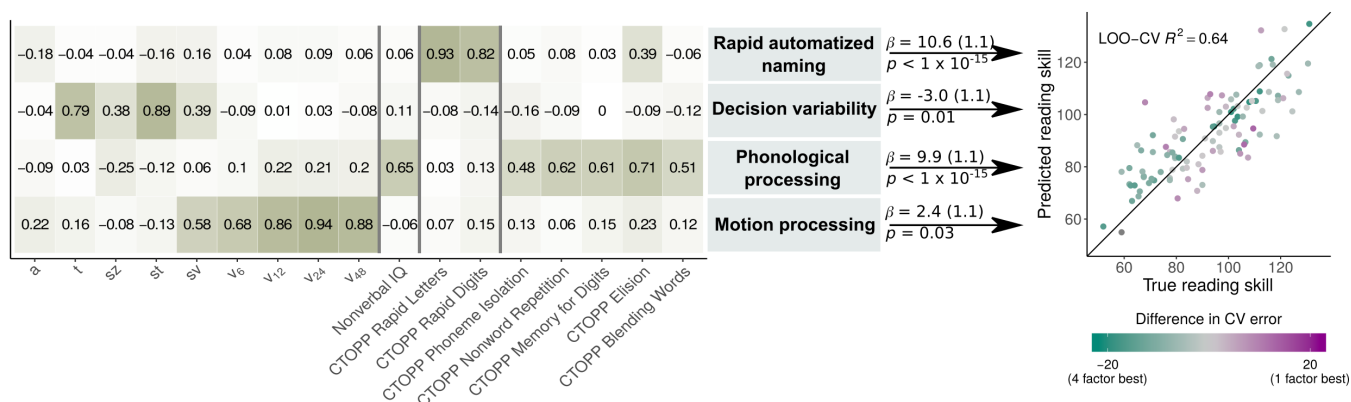 −0.18 −0.04 −0.04 −0.16 0.16 0.04 0.08 0.09 0.06 0.06 0.93 0.82 0.05 0.08 0.03 0.39 −0.06
Rapid automatized
naming
β = 10.6 (1.1)
p < 1 x 10-15
−0.04 0.79 0.38 0.89 0.39 −0.09 0.01 0.03 −0.08 0.11 −0.08 −0.14 −0.16 −0.09 0 −0.09 −0.12
Decision variability
β = -3.0 (1.1)
p = 0.01
−0.09 0.03 −0.25 −0.12 0.06 0.1 0.22 0.21 0.2 0.65 0.03 0.13 0.48 0.62 0.61 0.71 0.51
Phonological
processing
β = 9.9 (1.1)
p < 1 x 10-15
0.22 0.16 −0.08 −0.13 0.58 0.68 0.86 0.94 0.88 −0.06 0.07 0.15 0.13 0.06 0.15 0.23 0.12
Motion processing
β = 2.4 (1.1)
p = 0.03
a
t
sz
st
sv
v6
v12
v24
v48
Nonverbal IQ
CTOPP Rapid Letters
CTOPP Rapid Digits
CTOPP Phoneme Isolation
CTOPP Nonword Repetition
CTOPP Memory for Digits
CTOPP Elision
CTOPP Blending Words
LOO−CV R2 = 0.64
Predicted reading skill
120
100
80
60
60 80 100 120
True reading skill
Difference in CV error
−20 20
(4 factor best) (1 factor best)